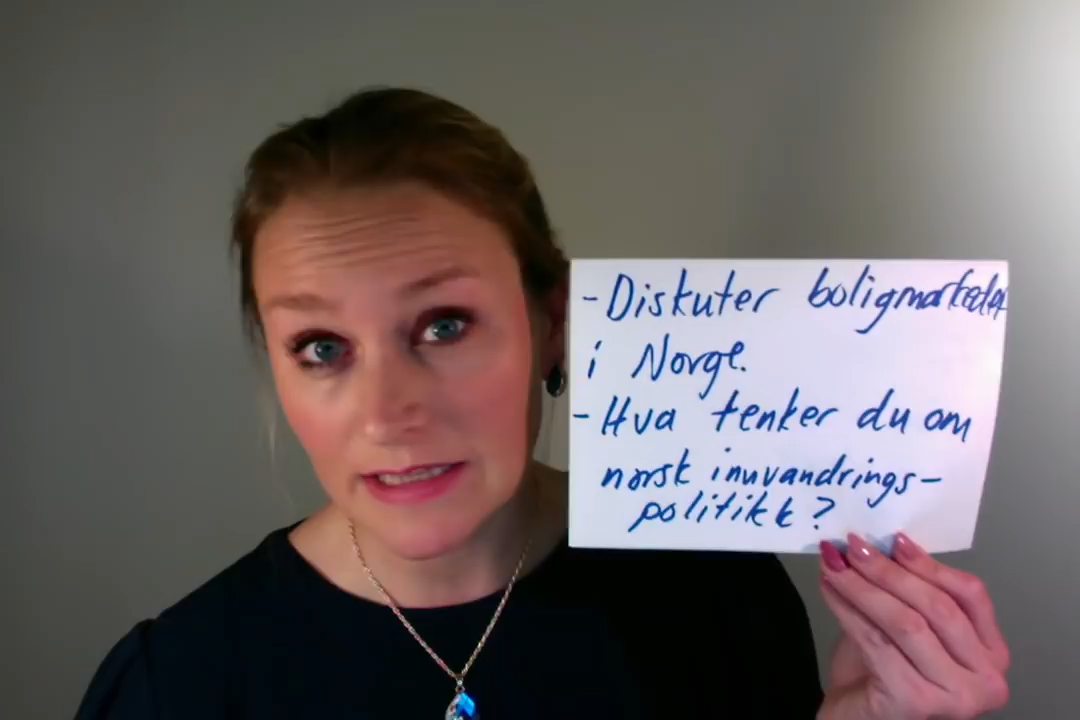 - Diskuter boligmarkedet
i Norge.
- Hva tenker du om
norsk innvandrings-
politikk?